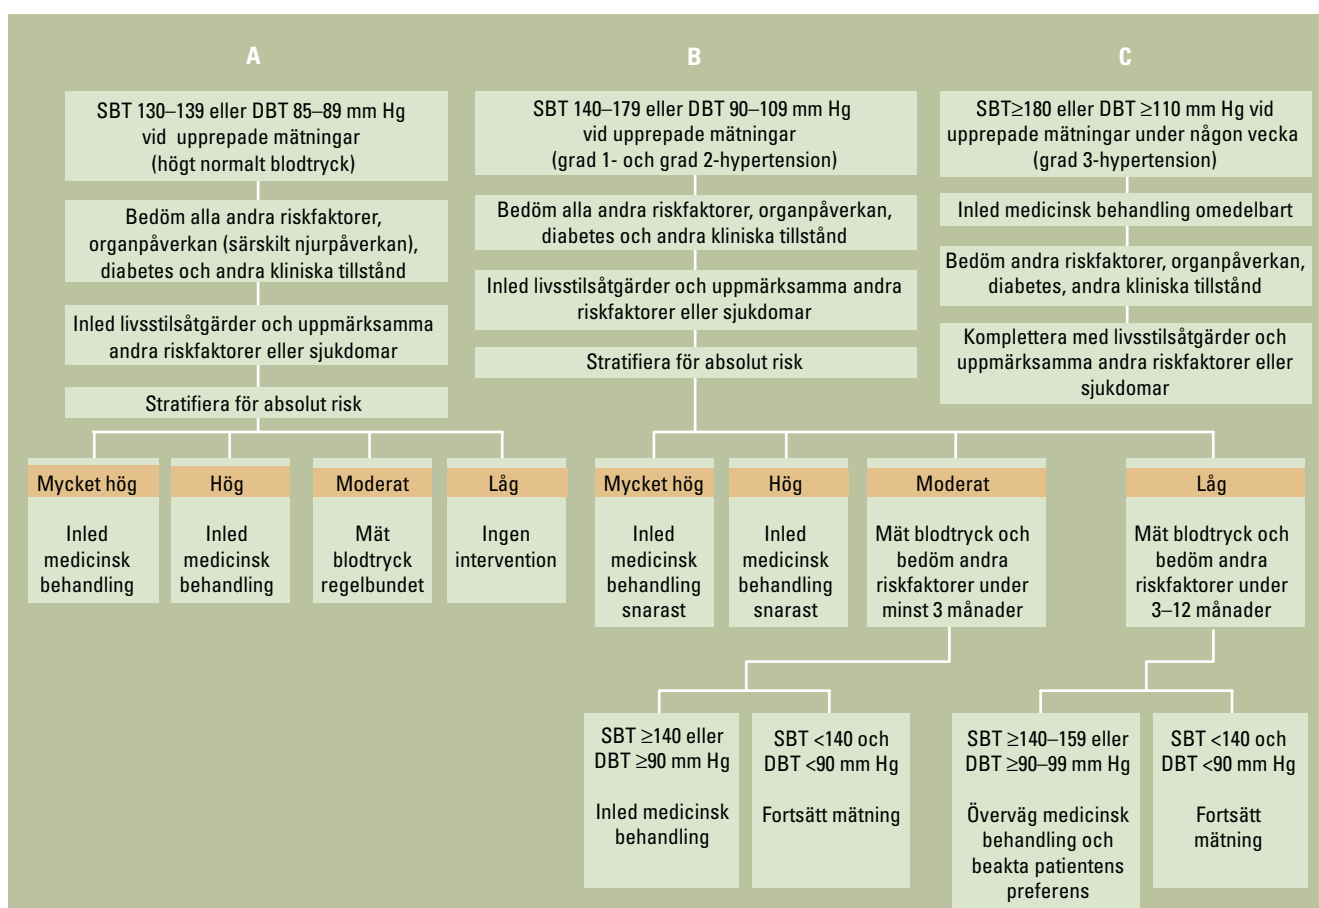 A
SBT 130–139 eller DBT 85–89 mm Hg
vid upprepade mätningar
(högt normalt blodtryck)
Bedöm alla andra riskfaktorer,
organpåverkan (särskilt njurpåverkan),
diabetes och andra kliniska tillstånd
Inled livsstilsåtgärder och uppmärksamma
andra riskfaktorer eller sjukdomar
Stratifiera för absolut risk
Mycket hög
Inled
medicinsk
behandling
Hög
Inled
medicinsk
behandling
Moderat
Mät
blodtryck
regelbundet
Låg
Ingen
intervention
B
SBT 140–179 eller DBT 90–109 mm Hg
vid upprepade mätningar
(grad 1- och grad 2-hypertension)
Bedöm alla andra riskfaktorer, organpåverkan,
diabetes och andra kliniska tillstånd
Inled livsstilsåtgärder och uppmärksamma andra
riskfaktorer eller sjukdomar
Stratifiera för absolut risk
Mycket hög
Inled
medicinsk
behandling
snarast
Hög
Inled
medicinsk
behandling
snarast
Moderat
Mät blodtryck och
bedöm andra
riskfaktorer under
minst 3 månader
Låg
Mät blodtryck och
bedöm andra
riskfaktorer under
3–12 månader
SBT ≥140 eller
DBT ≥90 mm Hg
Inled medicinsk
behandling
SBT <140 och
DBT <90 mm Hg
Fortsätt mätning
SBT ≥140–159 eller
DBT ≥90–99 mm Hg
Överväg medicinsk
behandling och
beakta patientens
preferens
SBT <140 och
DBT <90 mm Hg
Fortsätt
mätning
C
SBT≥180 eller DBT ≥110 mm Hg vid
upprepade mätningar under någon vecka
(grad 3-hypertension)
Inled medicinsk behandling omedelbart
Bedöm andra riskfaktorer, organpåverkan,
diabetes, andra kliniska tillstånd
Komplettera med livsstilsåtgärder och
uppmärksamma andra riskfaktorer eller
sjukdomar